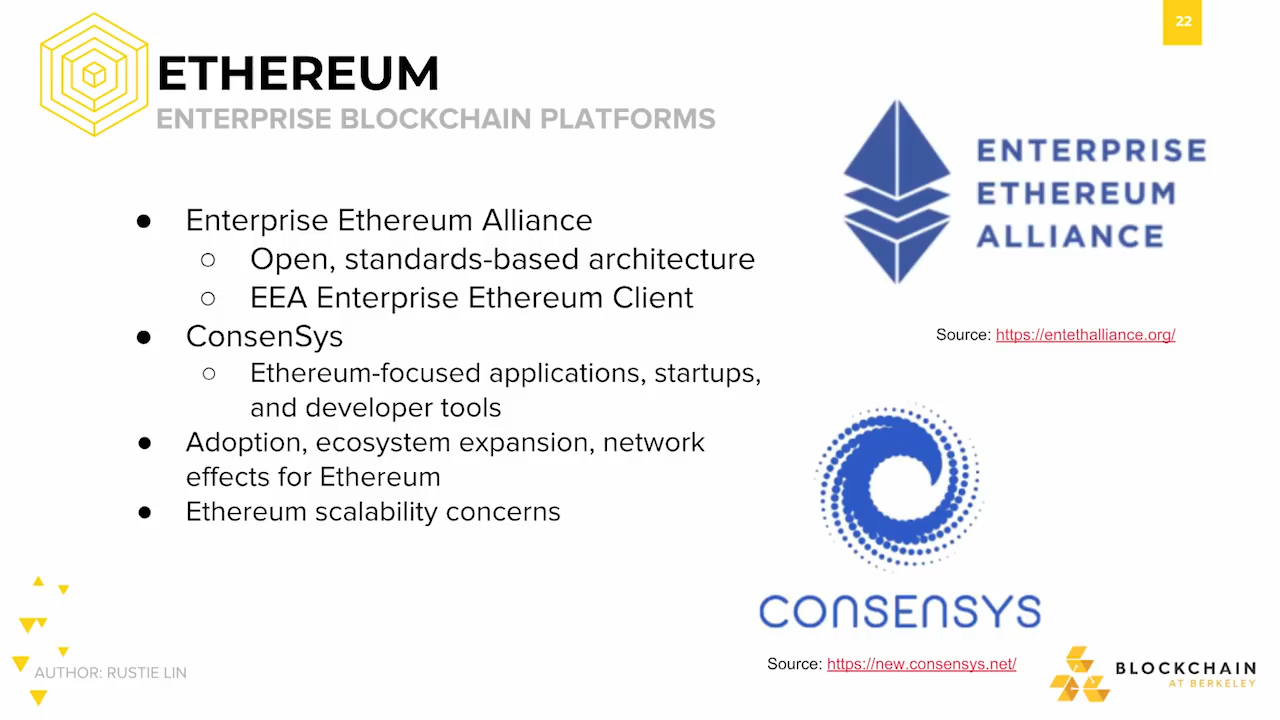 22
ETHEREUM
ENTERPRISE BLOCKCHAIN PLATFORMS
● Enterprise Ethereum Alliance
○ Open, standards-based architecture
○ EEA Enterprise Ethereum Client
● ConsenSys
○ Ethereum-focused applications, startups,
and developer tools
● Adoption, ecosystem expansion, network
effects for Ethereum
● Ethereum scalability concerns
ENTERPRISE
ETHEREUM
ALLIANCE
Source: https://entethalliance.org/
CONSENSYS
Source: https://new.consensys.net/
AUTHOR: RUSTIE LIN
BLOCKCHAIN
AT BERKELEY